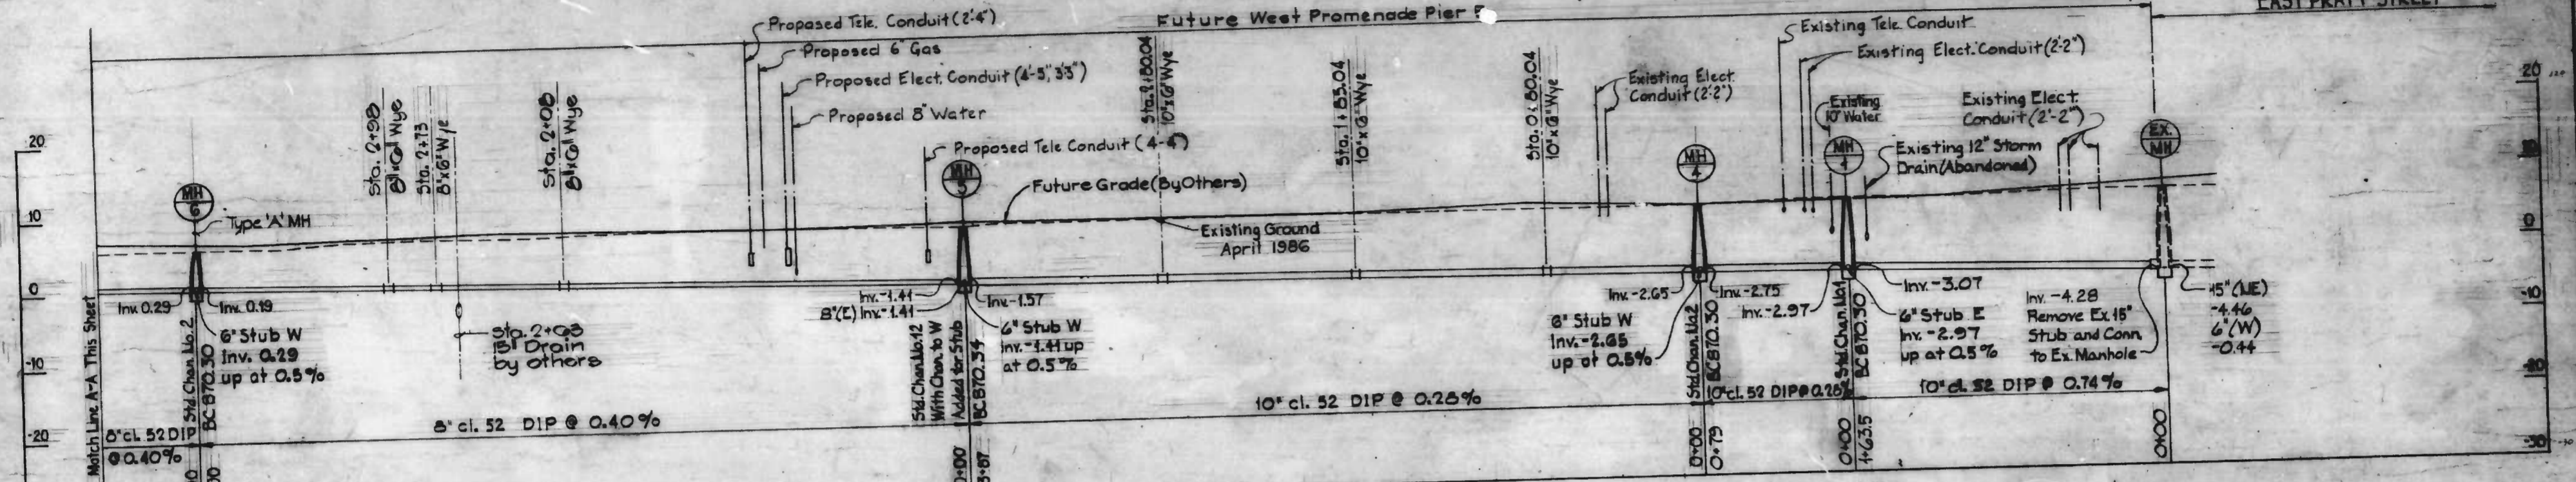 Future West Promenade Pier
EAST PRATT STREET
Proposed Tele. Conduit (2'-4")
Proposed 6" Gas
Proposed Elect. Conduit (4'-5", 3'3")
Proposed 8" Water
Proposed Tele Conduit (4-4")
Future Grade (By Others)
Existing Ground
April 1986
Existing Elect.
Conduit (2'-2")
Existing Tele. Conduit
Existing Elect. Conduit (2'-2")
Existing
10" Water
Existing Elect.
Conduit (2'-2")
Existing 12" Storm
Drain (Abandoned)
Sta. 2+98
8"x6" Wye
Sta. 2+73
8"x6" Wye
Sta. 2+08
8"x6" Wye
Sta. 2+80.04
10"x6" Wye
Sta. 1+83.04
10"x6" Wye
Sta. 0+80.04
10"x6" Wye
MH
6
Type 'A' MH
MH
5
MH
4
MH
4
EX.
MH
20
10
0
-10
-20
20
10
0
-10
-20
-30
Match Line A-A This Sheet
Inv. 0.29
Inv. 0.19
6" Stub W
Inv. 0.29
up at 0.5%
Std. Chan. No. 2
BC 870.30
Sta. 2+63
15" Drain
by others
Inv. -1.41
8"(E) Inv. -1.41
Inv. -1.57
6" Stub W
Inv. -1.41 up
at 0.5%
Std. Chan. No. 12
With Chan. to W
Added for Stub
BC 870.34
Inv. -2.65
Inv. -2.75
6" Stub W
Inv. -2.65
up at 0.5%
Std. Chan. No. 2
BC 870.30
Inv. -2.97
Inv. -3.07
Std. Chan. No. 1
BC 870.30
6" Stub E
Inv. -2.97
up at 0.5%
Inv. -4.28
Remove Ex. 15"
Stub and Conn.
to Ex. Manhole
15" (NE)
-4.46
6" (W)
-0.44
8" cl. 52 DIP
@ 0.40%
8" cl. 52 DIP @ 0.40%
10" cl. 52 DIP @ 0.28%
10" cl. 52 DIP @ 0.28%
10" cl. 52 DIP @ 0.74%
0+00
3+87
0+00
0+79
0+00
1+63.5
0+00